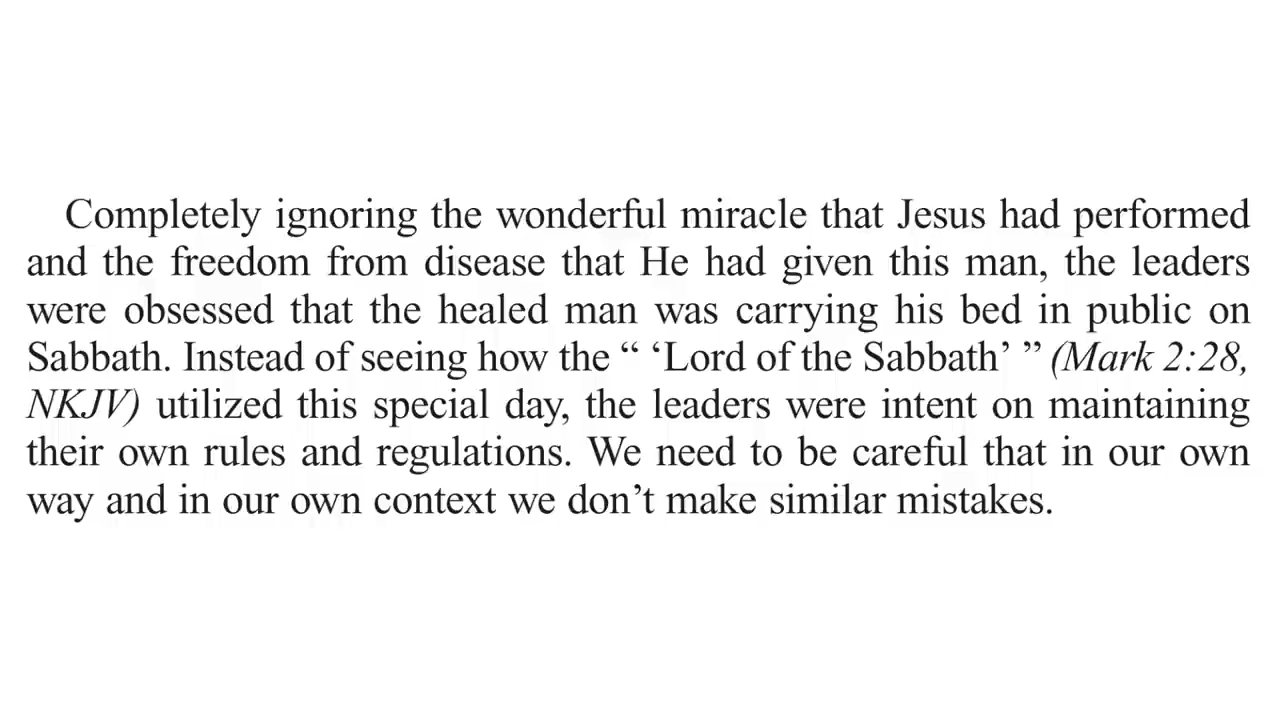 Completely ignoring the wonderful miracle that Jesus had performed
and the freedom from disease that He had given this man, the leaders
were obsessed that the healed man was carrying his bed in public on
Sabbath. Instead of seeing how the “ ‘Lord of the Sabbath’ ” (Mark 2:28,
NKJV) utilized this special day, the leaders were intent on maintaining
their own rules and regulations. We need to be careful that in our own
way and in our own context we don’t make similar mistakes.